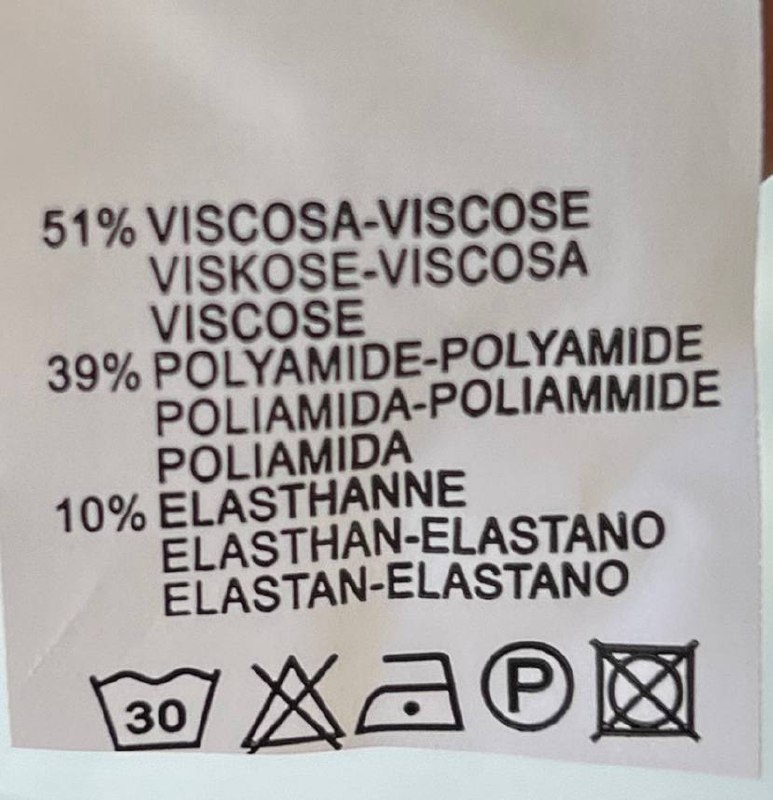 51% VISCOSA-VISCOSE
VISKOSE-VISCOSA
VISCOSE
39% POLYAMIDE-POLYAMIDE
POLIAMIDA-POLIAMMIDE
POLIAMIDA
10% ELASTHANNE
ELASTHAN-ELASTANO
ELASTAN-ELASTANO
30 P